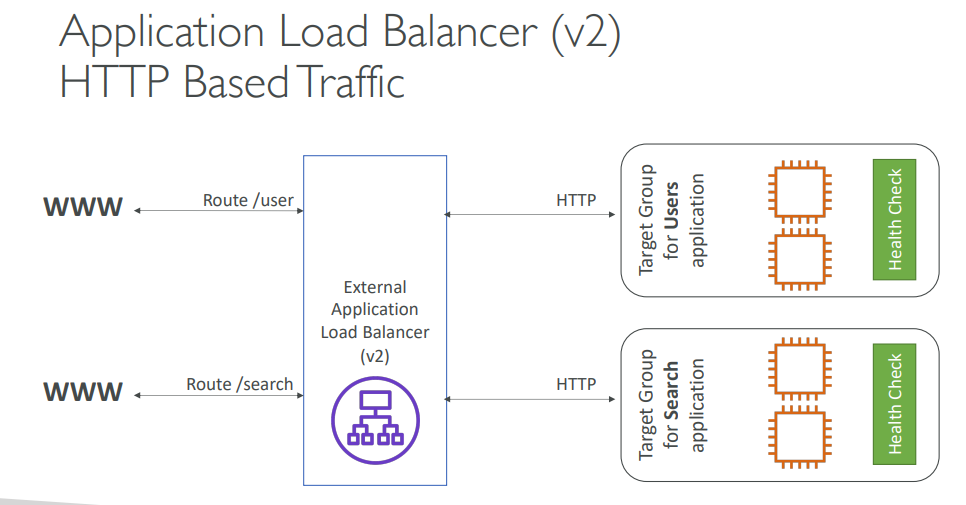 Application Load Balancer (v2)
HTTP Based Traffic
WWW
Route /user
HTTP
Target Group
for Users
application
Health Check
External
Application
Load Balancer
(v2)
WWW
Route /search
HTTP
Target Group
for Search
application
Health Check